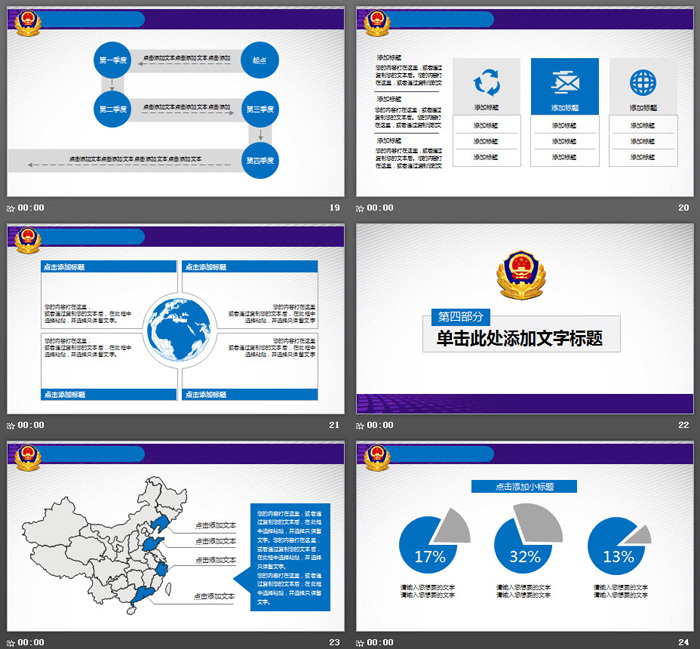 第一季度
点击添加文本 点击添加 文本 点击 添加
起点
第二季度
点击添加文本点击添加 文本 点击 添加
第三季度
点击添加文本点击添加 文本 点击 添加 文本 点击 添加 文本
第四季度
00:00
19
添加标题
您的内容打在这里，或者通过
复制您的文本后。您的内容打
在这里，或者通过复制您的文
添加标题
您的内容打在这里，或者通过
复制您的文本后。您的内容打
在这里，或者通过复制您的文
添加标题
您的内容打在这里，或者通过
复制您的文本后。您的内容打
在这里，或者通过复制您的文
添加标题
添加标题
添加标题
添加标题
添加标题
添加标题
添加标题
添加标题
添加标题
添加标题
添加标题
添加标题
00:00
20
点击添加标题
点击添加标题
您的内容打在这里，
或者通过复制您的文本后，在此框中
选择粘贴，并选择只保留文字。
您的内容打在这里，
或者通过复制您的文本后，在此框中
选择粘贴，并选择只保留文字
您的内容打在这里，
或者通过复制您的文本后，在此框中
选择粘贴，并选择只保留文字。
您的内容打在这里，
或者通过复制您的文本后，在此框中
选择粘贴，并选择只保留文字。
点击添加标题
点击添加标题
00:00
21
第四部分
单击此处添加文字标题
00:00
22
点击添加文本
点击添加文本
点击添加文本
点击添加文本
您的内容打在这里，或者通
过复制您的文本后，在此框
中选择粘贴，并选择只保留
文字。您的内容打在这里，
或者通过复制您的文本后，
在此框中选择粘贴，并选择
只保留文字。
您的内容打在这里，或者通
过复制您的文本后，在此框
中选择粘贴，并选择只保留
文字。
00:00
23
点击添加小标题
17%
32%
13%
请输入您想要的文字
请输入您想要的文字
请输入您想要的文字
请输入您想要的文字
请输入您想要的文字
请输入您想要的文字
00:00
24